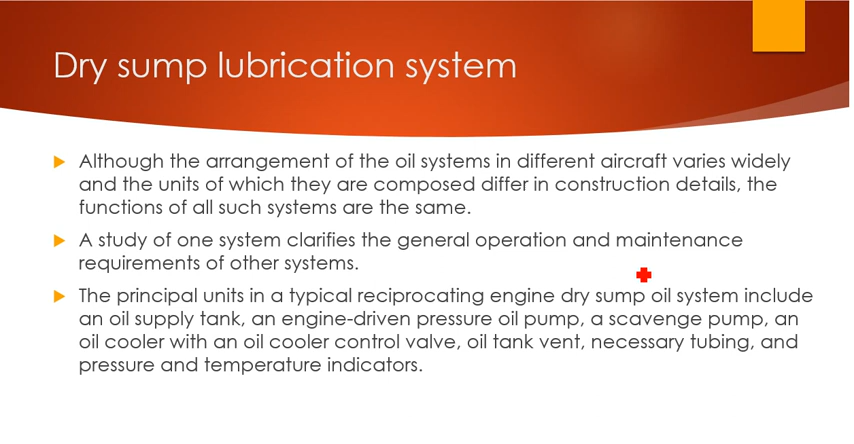 Dry sump lubrication system
Although the arrangement of the oil systems in different aircraft varies widely
and the units of which they are composed differ in construction details, the
functions of all such systems are the same.
A study of one system clarifies the general operation and maintenance
requirements of other systems.
The principal units in a typical reciprocating engine dry sump oil system include
an oil supply tank, an engine-driven pressure oil pump, a scavenge pump, an
oil cooler with an oil cooler control valve, oil tank vent, necessary tubing, and
pressure and temperature indicators.